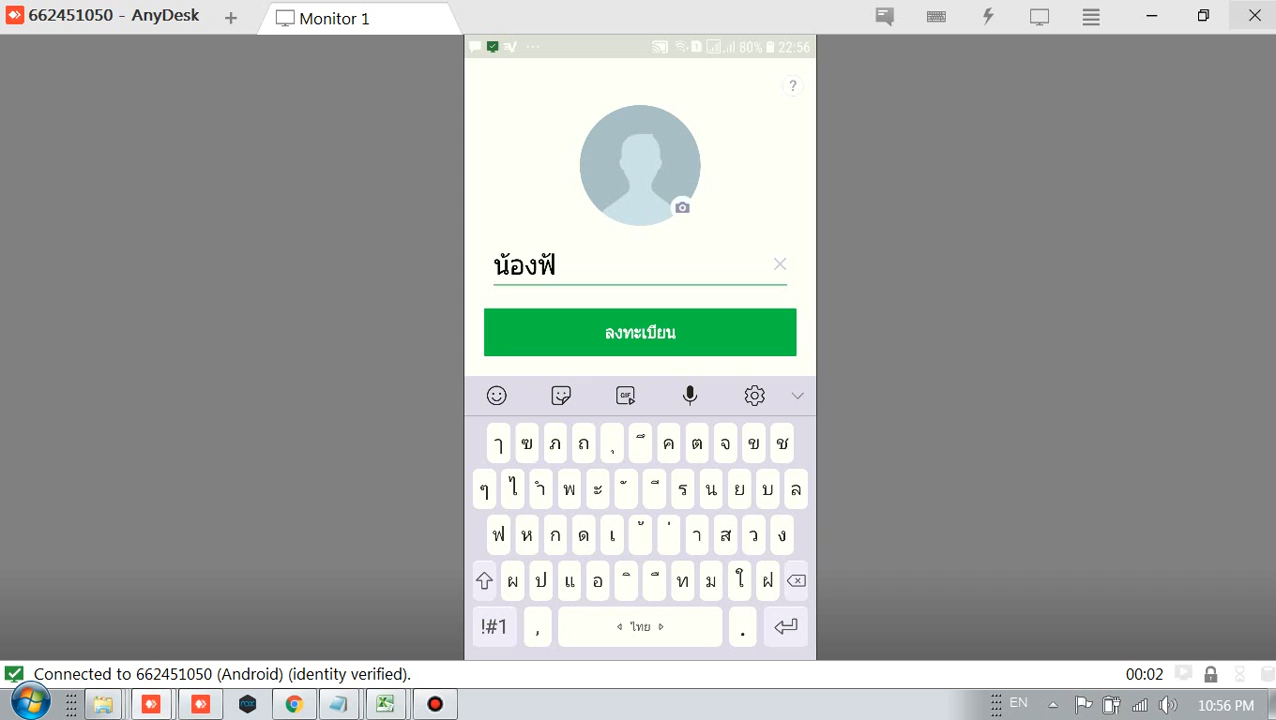 662451050 - AnyDesk
Monitor 1
80% 22:56
?
น้องฟ้
ลงทะเบียน
GIF
ๅ ฃ ภ ถ ุ ึ ค ต จ ข ช
ๆ ไ ำ พ ะ ั ี ร น ย บ ล
ฟ ห ก ด เ ้ ่ า ส ว ง
ผ ป แ อ ิ ื ท ม ใ ฝ
!#1 , ไทย .
Connected to 662451050 (Android) (identity verified). 00:02
EN 10:56 PM